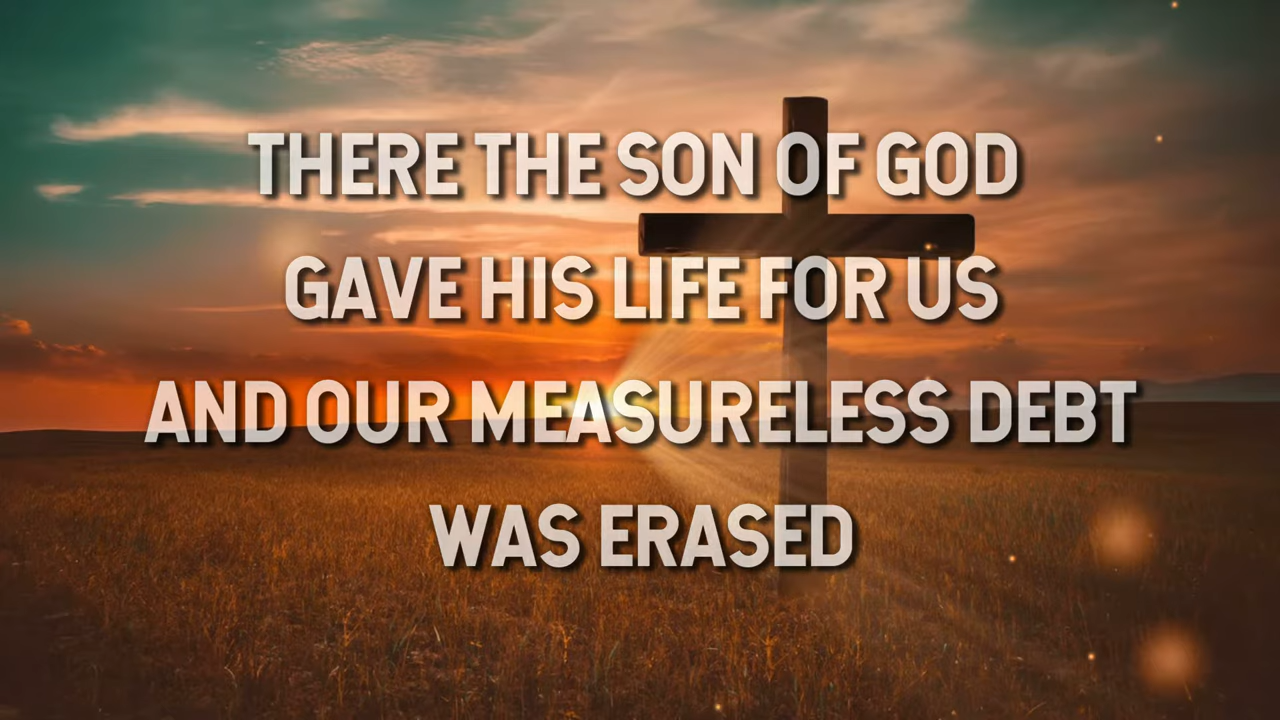 THERE THE SON OF GOD
GAVE HIS LIFE FOR US
AND OUR MEASURELESS DEBT
WAS ERASED